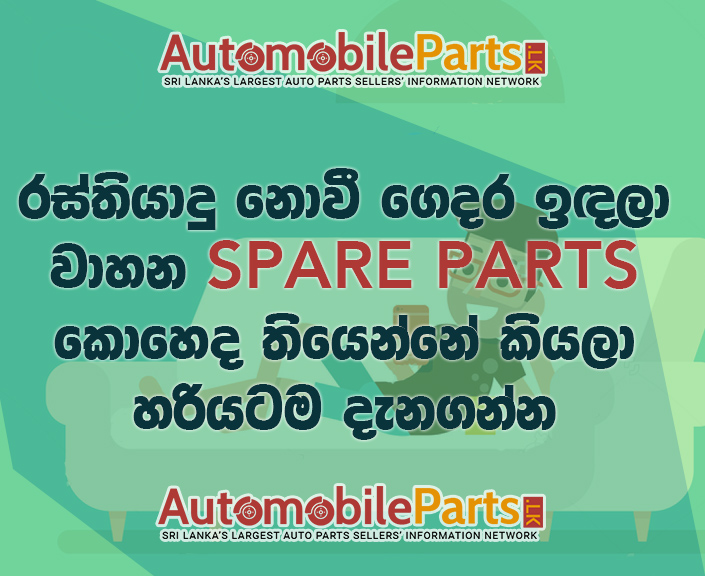 AutomobileParts.LK
SRI LANKA'S LARGEST AUTO PARTS SELLERS' INFORMATION NETWORK
රස්තියාදු නොවී ගෙදර ඉඳලා
වාහන SPARE PARTS
කොහෙද තියෙන්නේ කියලා
හරියටම දැනගන්න
AutomobileParts.LK
SRI LANKA'S LARGEST AUTO PARTS SELLERS' INFORMATION NETWORK